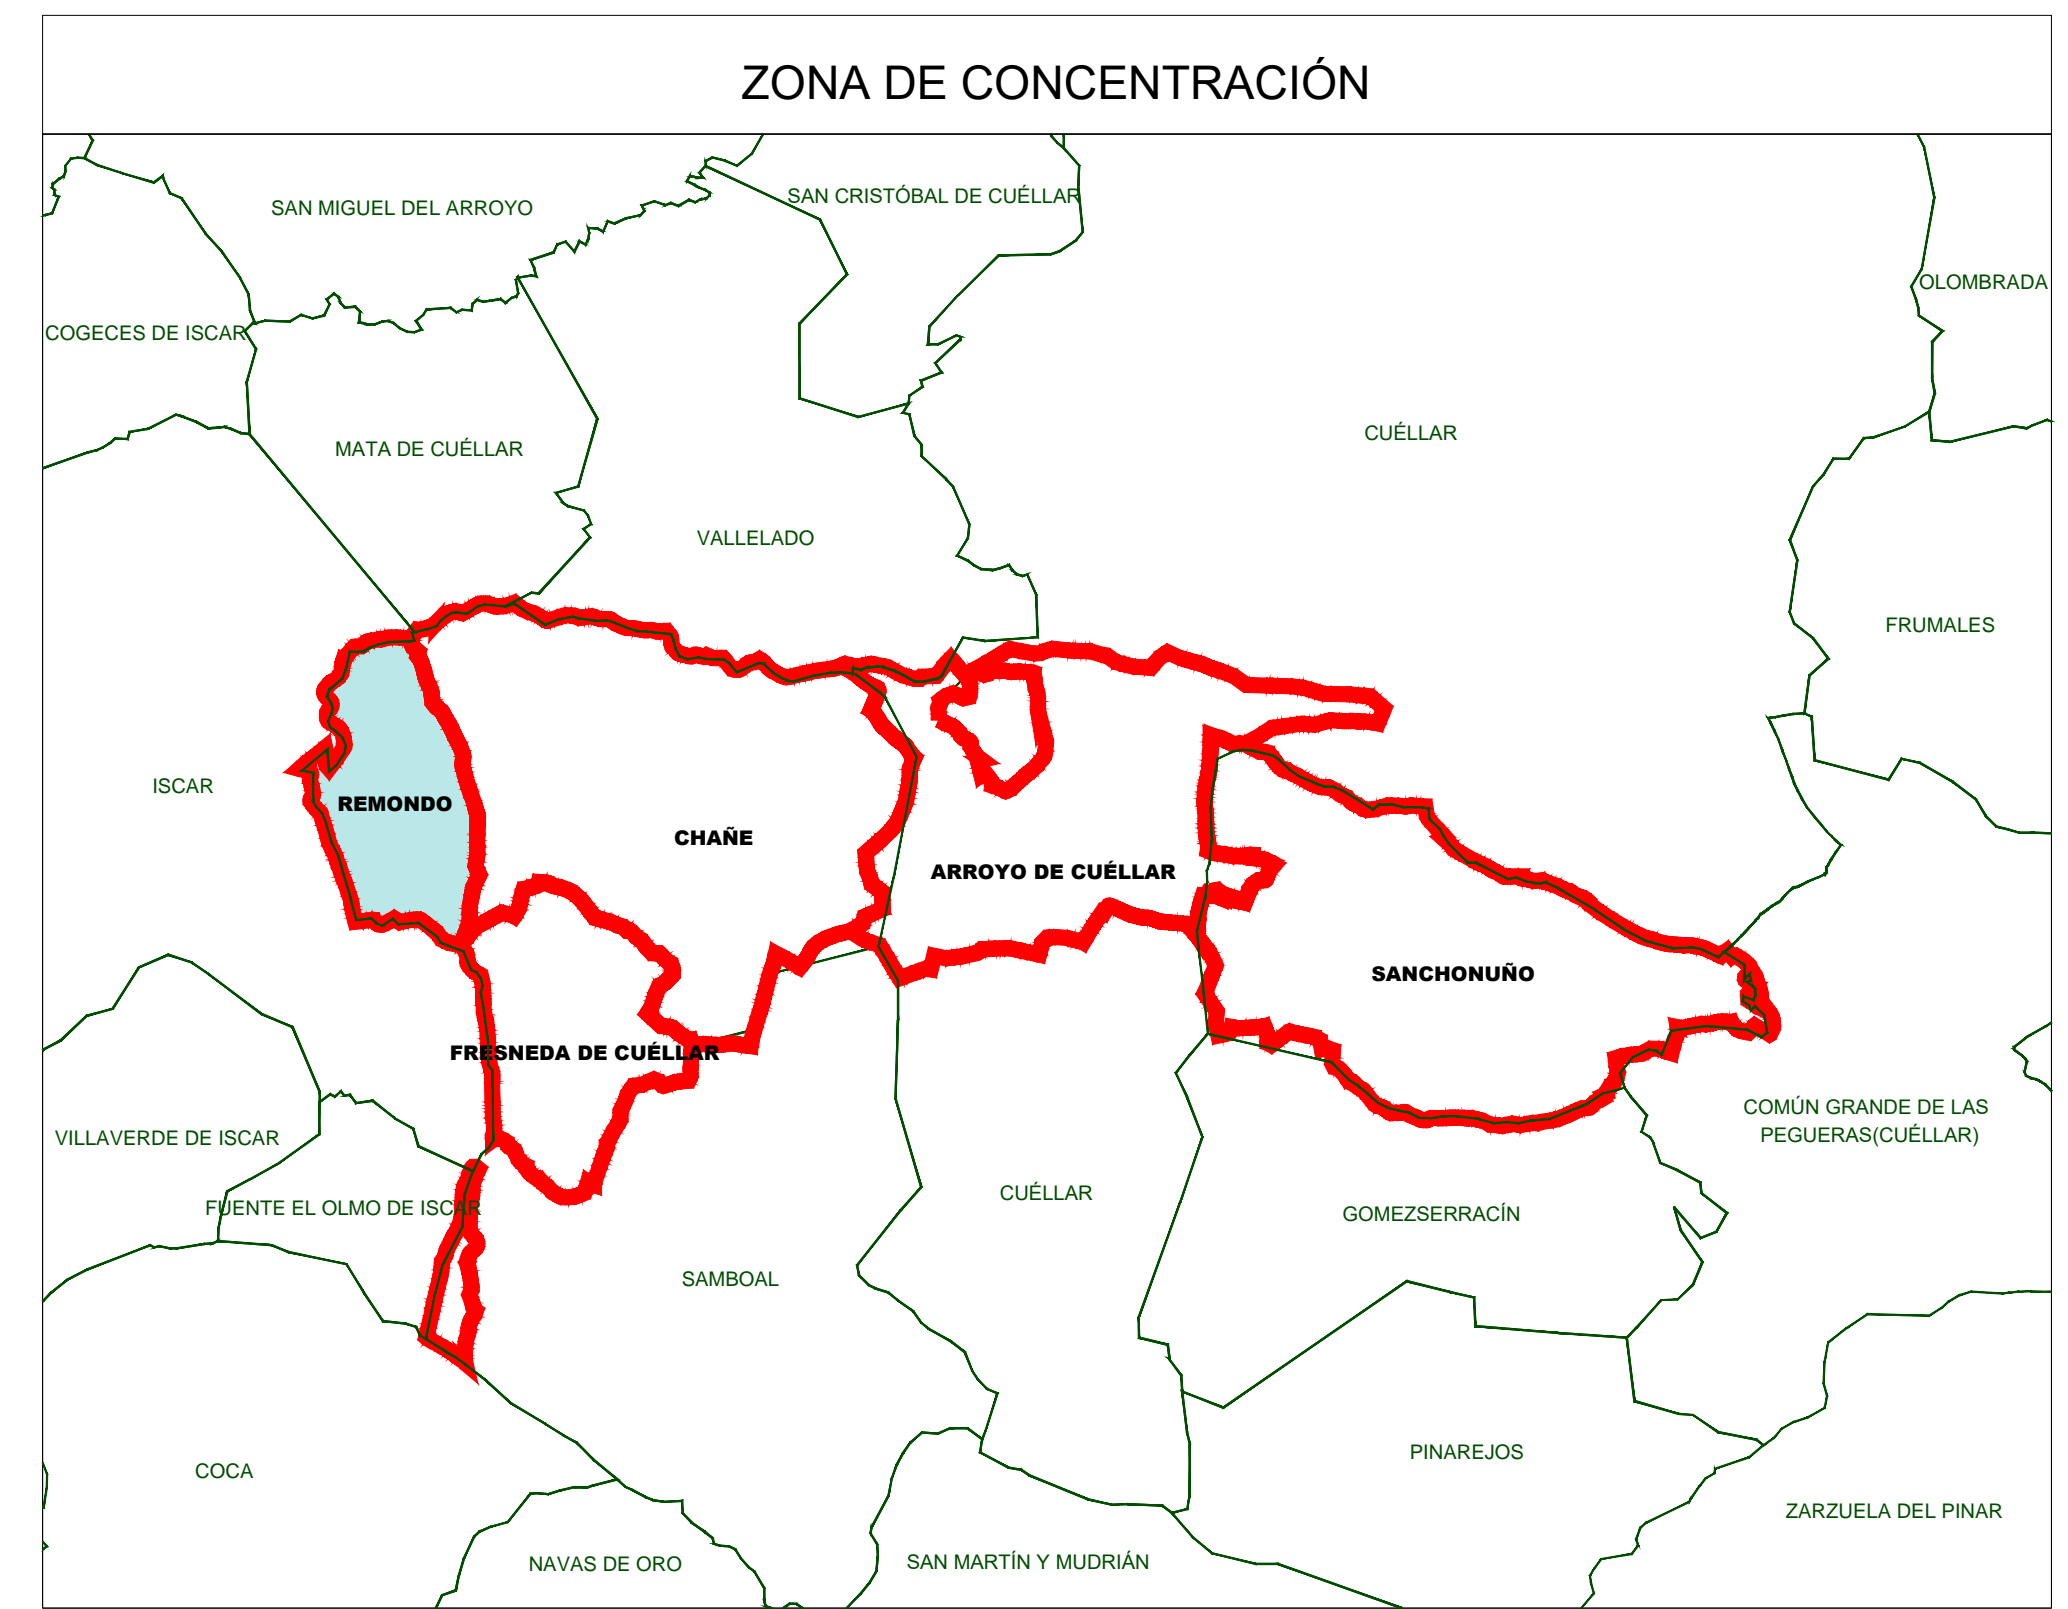 ZONA DE CONCENTRACIÓN
SAN CRISTÓBAL DE CUÉLLAR
SAN MIGUEL DEL ARROYO
OLOMBRADA
COGECES DE ISCAR
CUÉLLAR
MATA DE CUÉLLAR
VALLELADO
FRUMALES
ISCAR
REMONDO
CHAÑE
ARROYO DE CUÉLLAR
SANCHONUÑO
FRESNEDA DE CUÉLLAR
COMÚN GRANDE DE LAS
PEGUERAS(CUÉLLAR)
VILLAVERDE DE ISCAR
CUÉLLAR
FUENTE EL OLMO DE ISCAR
GOMEZSERRACÍN
SAMBOAL
PINAREJOS
COCA
ZARZUELA DEL PINAR
SAN MARTÍN Y MUDRIÁN
NAVAS DE ORO